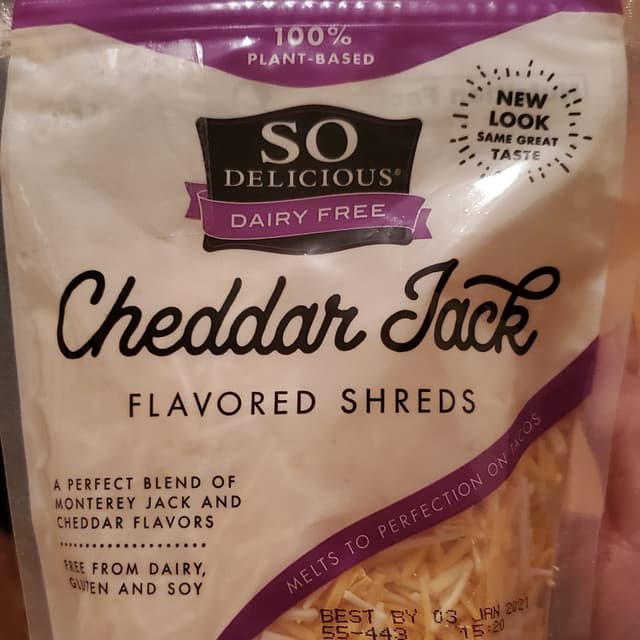 100%
PLANT-BASED
NEW
LOOK
SAME GREAT
TASTE
SO
DELICIOUS®
DAIRY FREE
Cheddar Jack
FLAVORED SHREDS
A PERFECT BLEND OF
MONTEREY JACK AND
CHEDDAR FLAVORS
FREE FROM DAIRY,
GLUTEN AND SOY
MELTS TO PERFECTION ON TACOS
BEST BY 03 JAN 2021
55-443 15:20